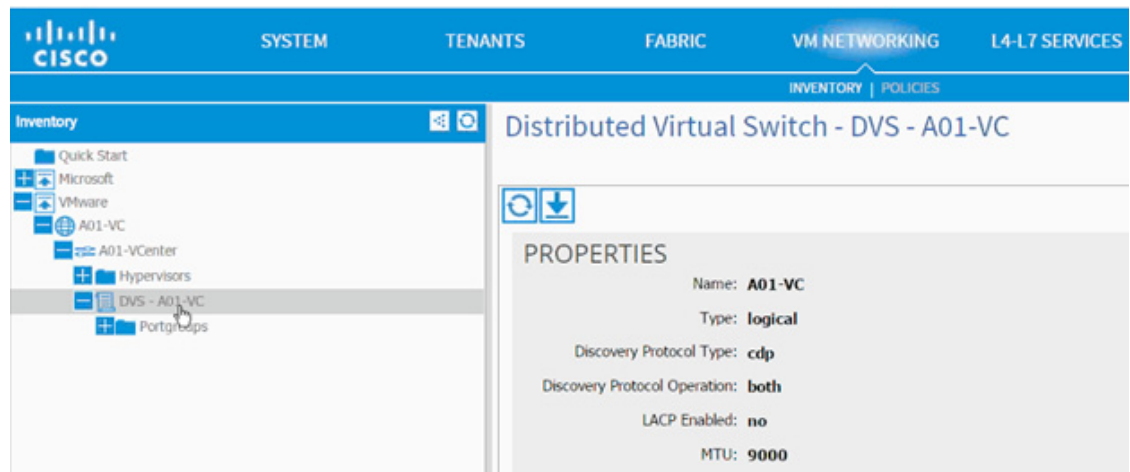 CISCO
SYSTEM TENANTS FABRIC VM NETWORKING L4-L7 SERVICES
INVENTORY | POLICIES
Inventory
Quick Start
Microsoft
VMware
A01-VC
A01-VCenter
Hypervisors
DVS - A01-VC
Portgroups
Distributed Virtual Switch - DVS - A01-VC
PROPERTIES
Name: A01-VC
Type: logical
Discovery Protocol Type: cdp
Discovery Protocol Operation: both
LACP Enabled: no
MTU: 9000